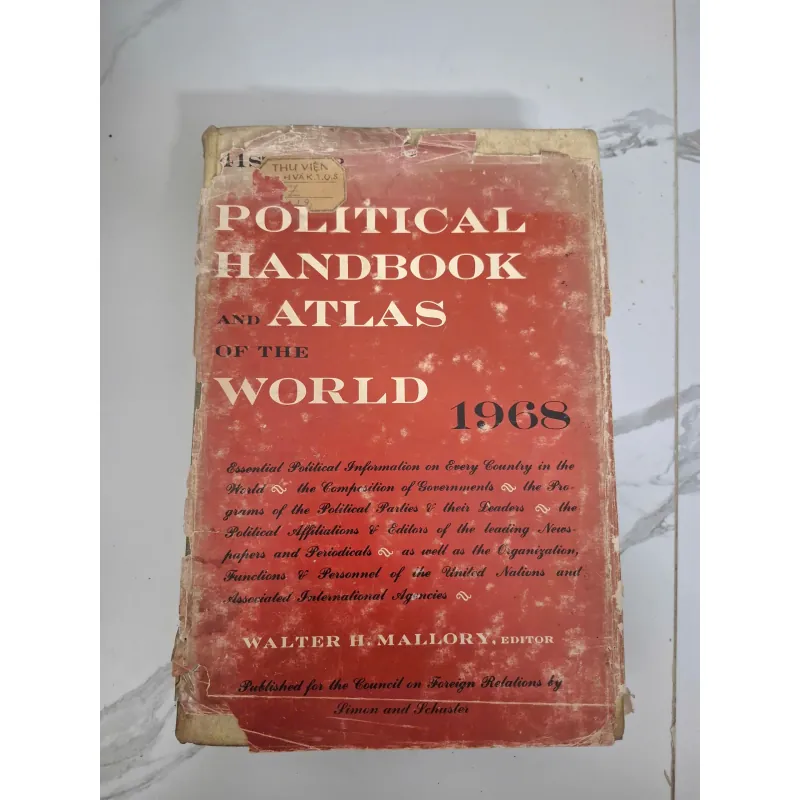 41S
THƯ VIỆN
POLITICAL
HANDBOOK
AND ATLAS
OF THE
WORLD
1968
Essential Political Information on Every Country in the
World the Composition of Governments the Pro-
grams of the Political Parties & their Leaders the
Political Affiliations & Editors of the leading News-
papers and Periodicals as well as the Organization,
Functions & Personnel of the United Nations and
Associated International Agencies
WALTER H. MALLORY, EDITOR
Published for the Council on Foreign Relations by
Simon and Schuster